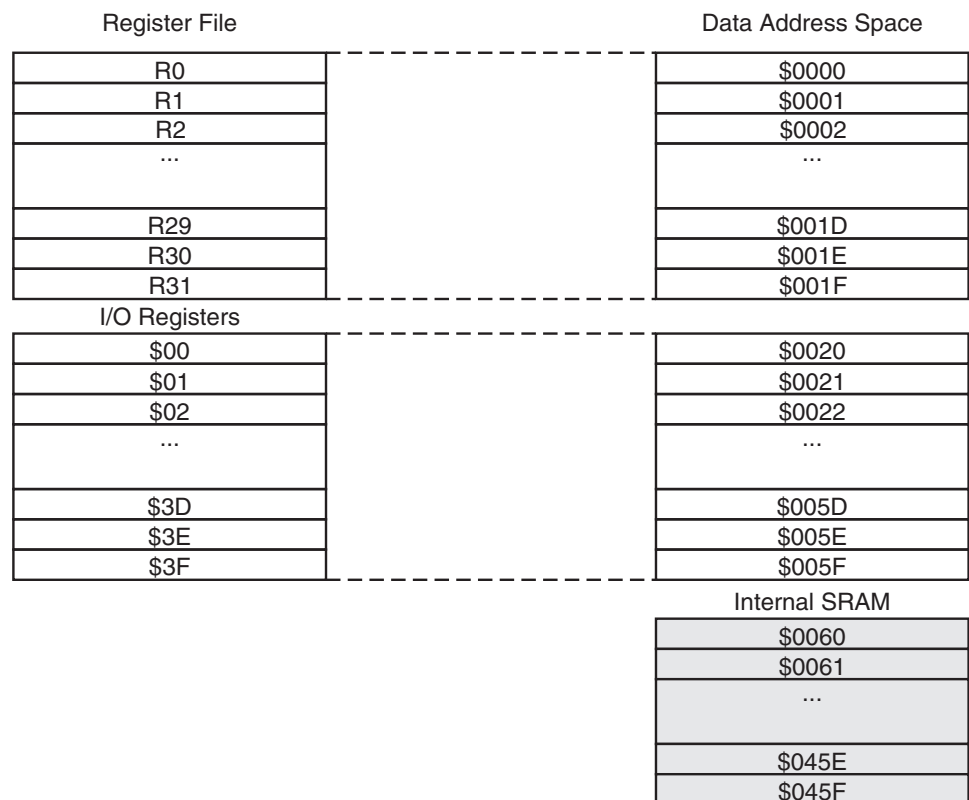 Register File
Data Address Space
R0
$0000
R1
$0001
R2
$0002
...
...
R29
$001D
R30
$001E
R31
$001F
I/O Registers
$00
$0020
$01
$0021
$02
$0022
...
...
$3D
$005D
$3E
$005E
$3F
$005F
Internal SRAM
$0060
$0061
...
$045E
$045F